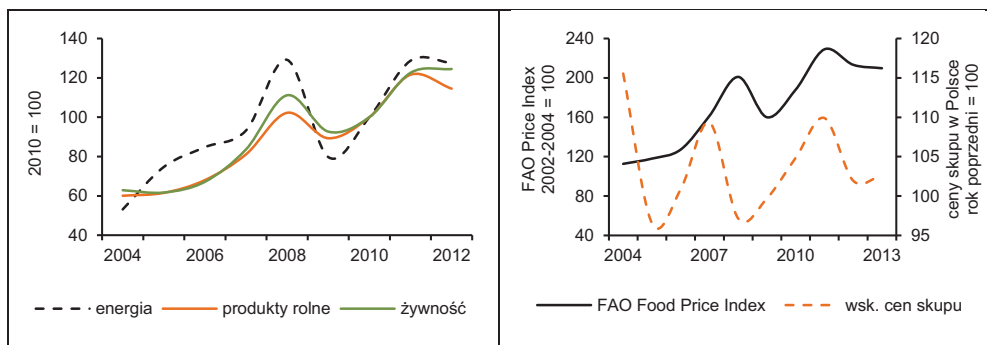 2010 = 100
140
120
100
80
60
40
2004 2006 2008 2010 2012
energia produkty rolne żywność
FAO Price Index
2002-2004 = 100
240
200
160
120
80
40
2004 2007 2010 2013
120
115
110
105
100
95
ceny skupu w Polsce
rok poprzedni = 100
FAO Food Price Index wsk. cen skupu